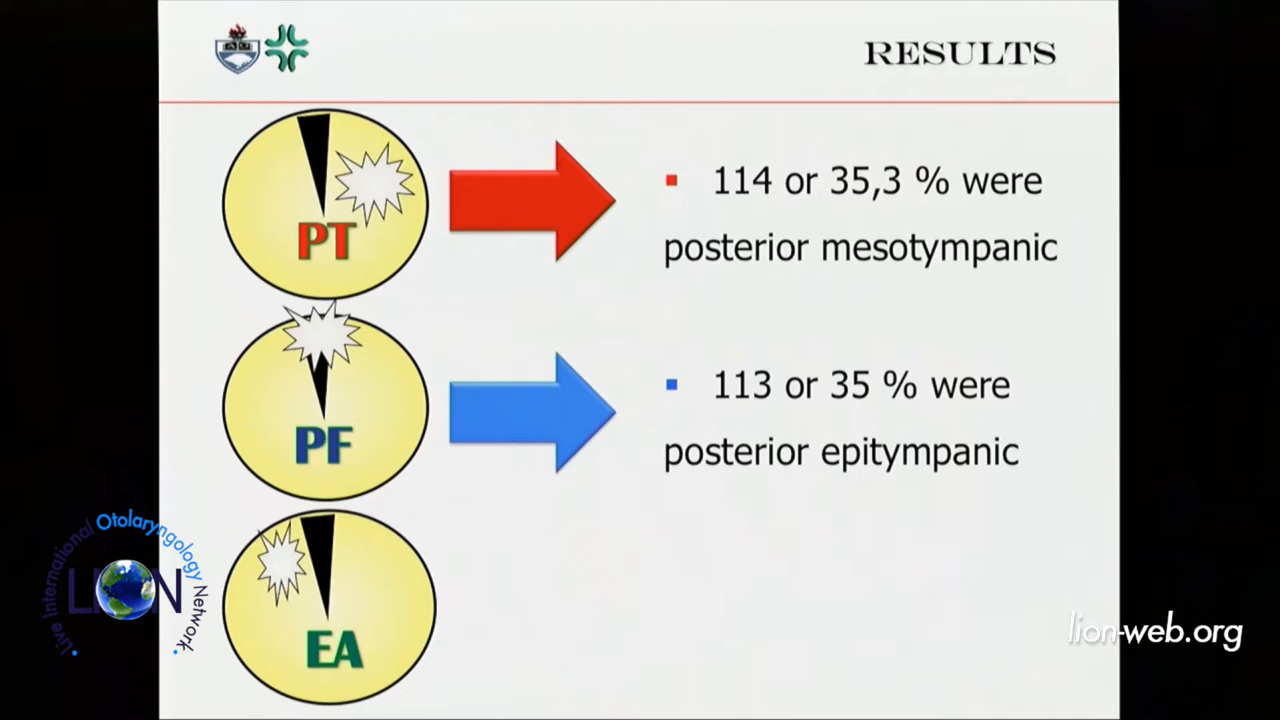 RESULTS
PT
▪ 114 or 35,3 % were
posterior mesotympanic
PF
▪ 113 or 35 % were
posterior epitympanic
EA
Live International Otolaryngology Network
LION
lion-web.org